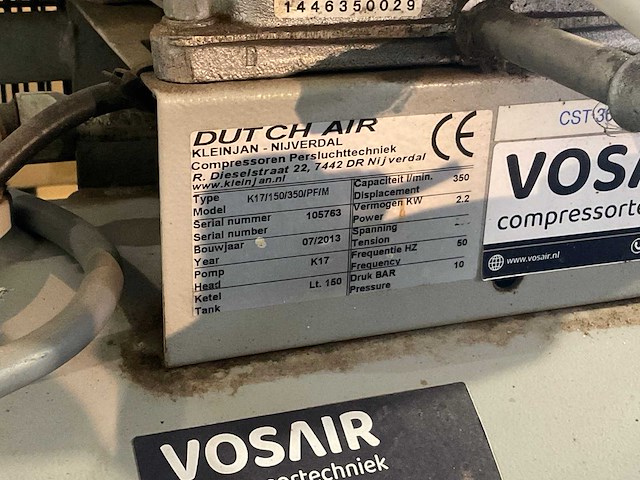 1446350029
DUTCH AIR
KLEINJAN - NIJVERDAL
Compressoren Persluchttechniek
R. Dieselstraat 22, 7442 DR Nijverdal
www.kleinjan.nl
CE
Type K17/150/350/PF/M
Model
Serial nummer 105763
Serial number
Bouwjaar 07/2013
Year
Pomp K17
Head
Ketel Lt. 150
Tank
Capaciteit l/min. 350
Displacement
Vermogen KW 2.2
Power
Spanning
Tension
Frequentie HZ 50
Frequency
Druk BAR 10
Pressure
CST
VOSA
compressorte
www.vosair.nl
VOSAIR
sortechniek